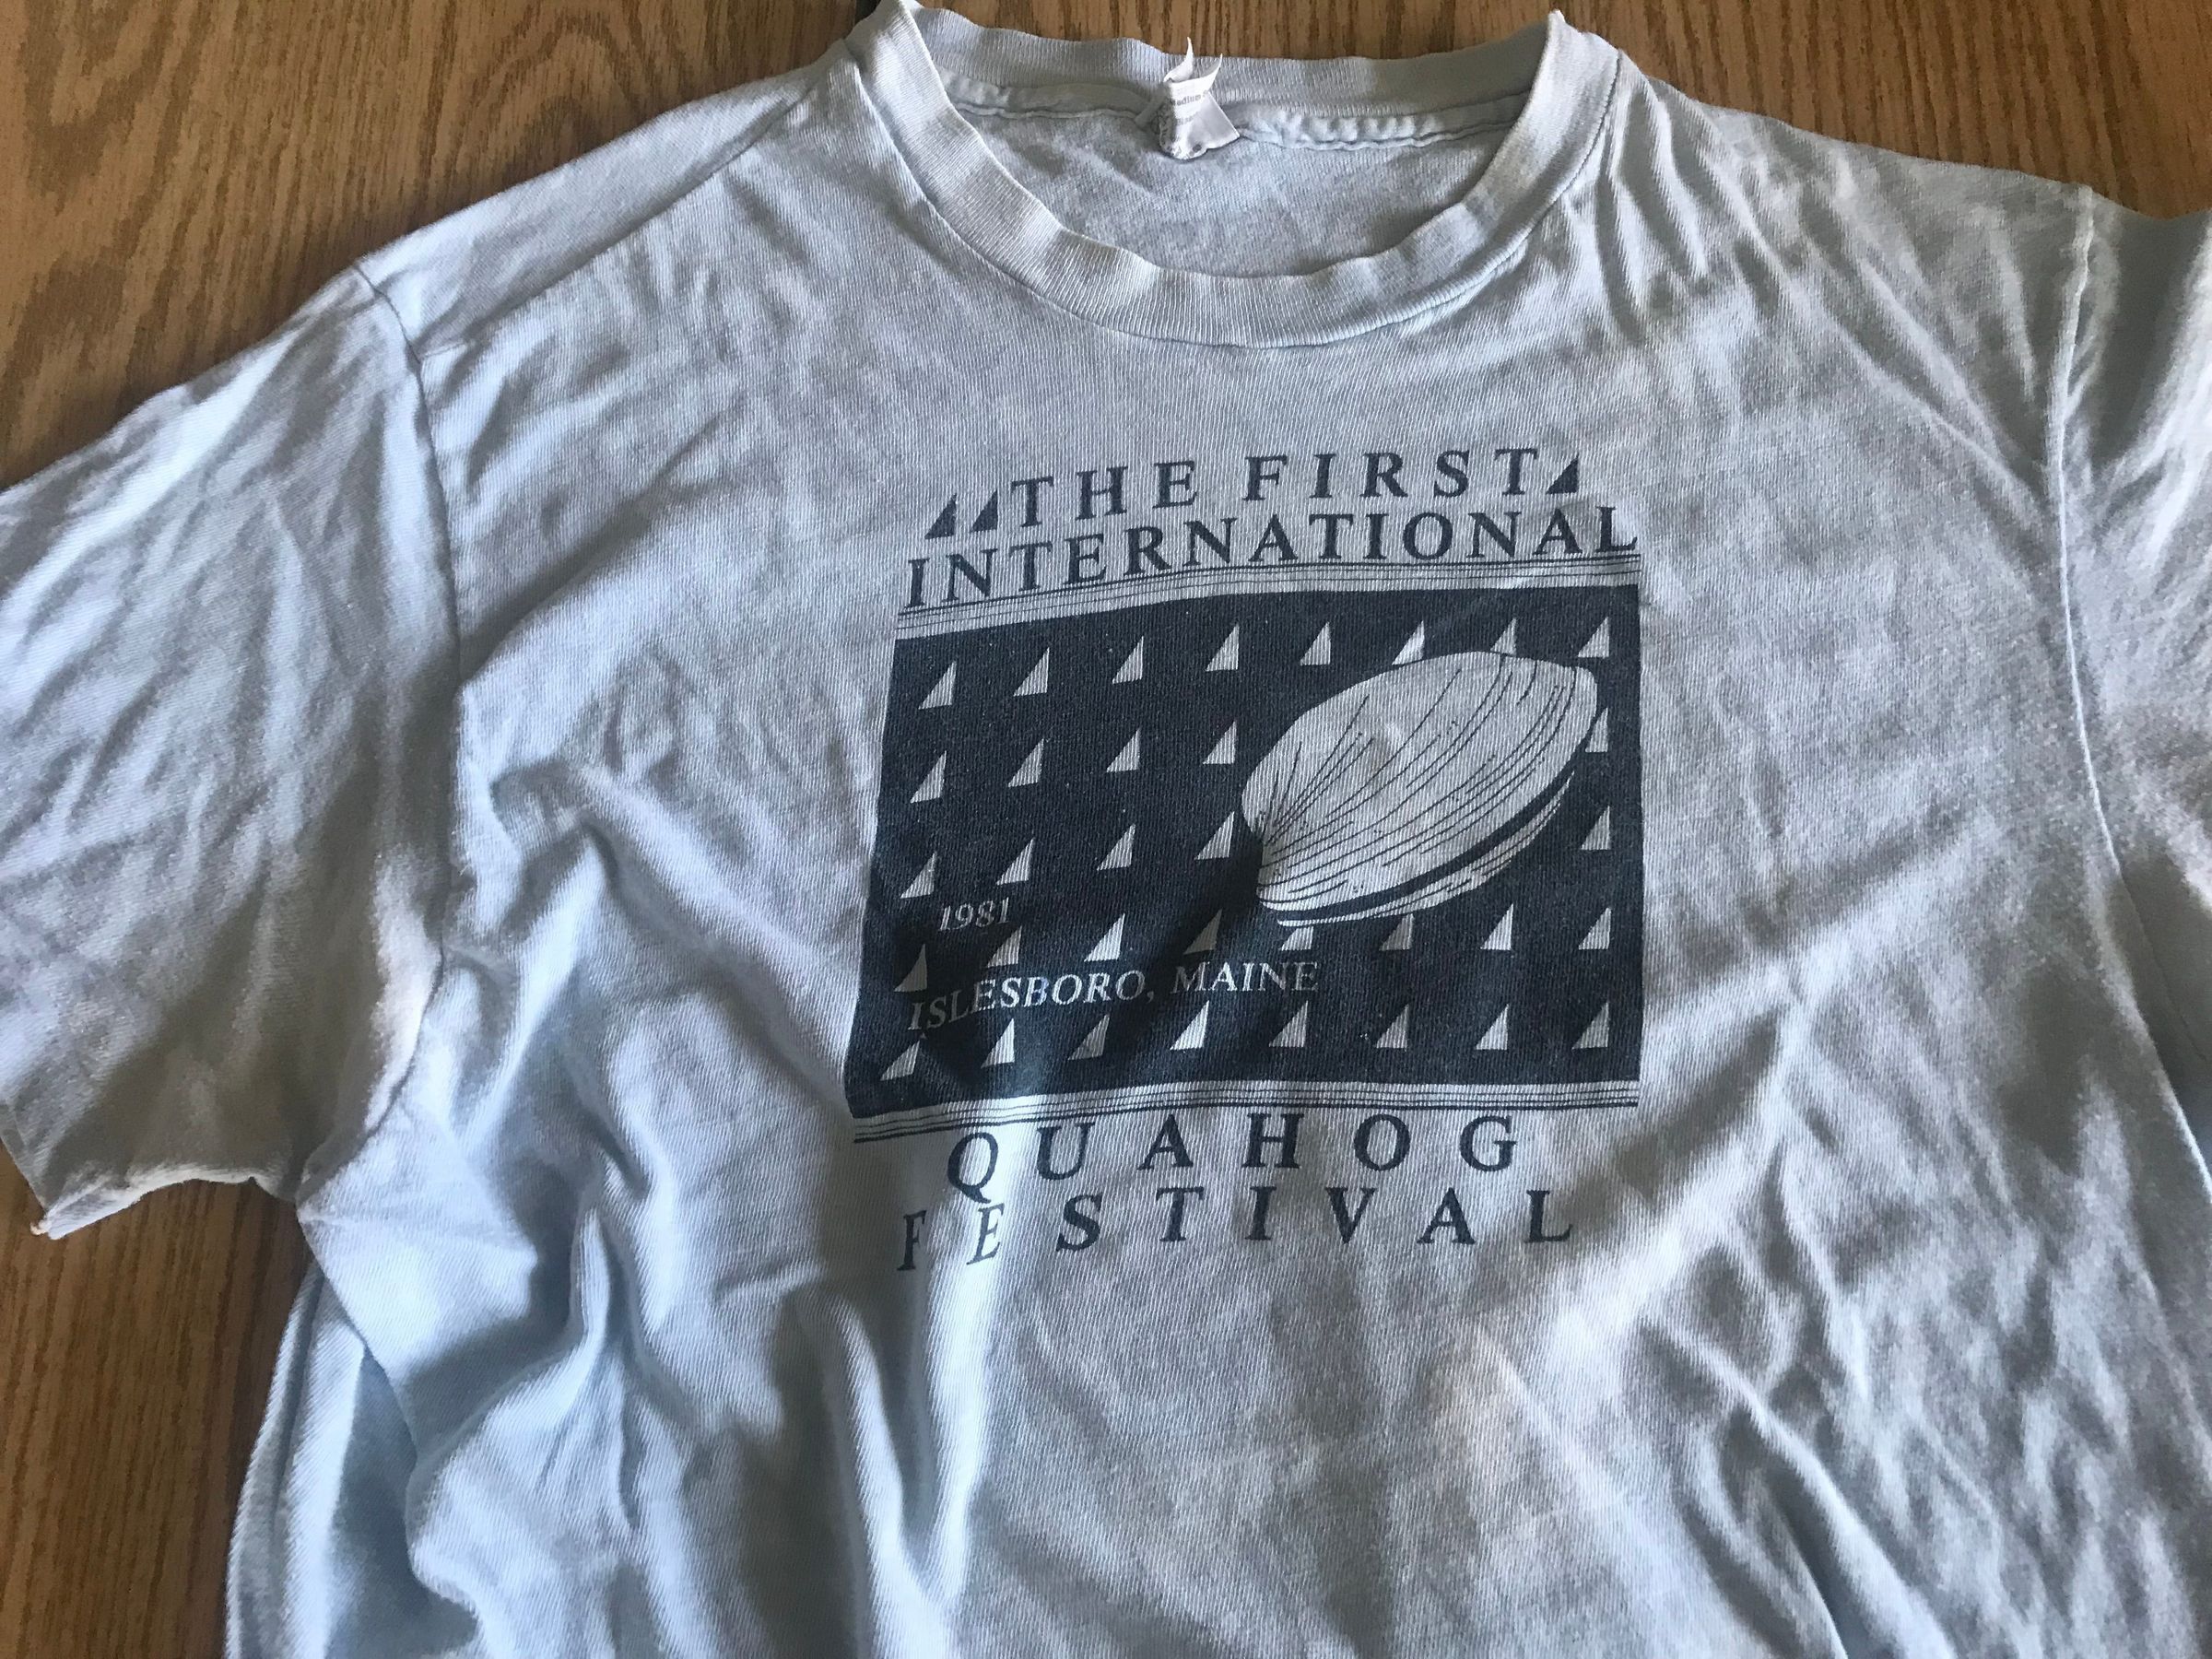 THE FIRST
INTERNATIONAL
1981
ISLESBORO, MAINE
QUAHOG
FESTIVAL